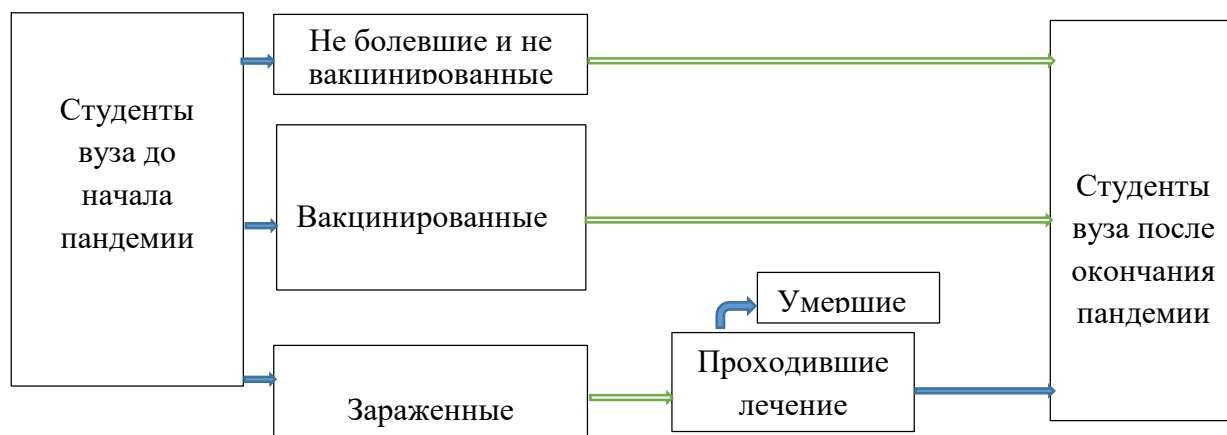 Студенты
вуза до
начала
пандемии
Не болевшие и не
вакцинированные
Вакцинированные
Зараженные
Умершие
Проходившие
лечение
Студенты
вуза после
окончания
пандемии